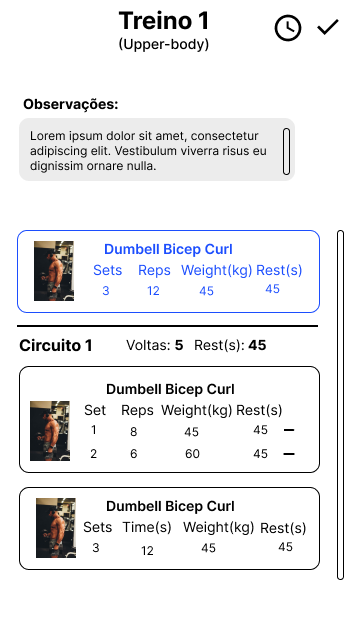 Treino 1
(Upper-body)
Observações:
Lorem ipsum dolor sit amet, consectetur
adipiscing elit. Vestibulum viverra risus eu
dignissim ornare nulla.
Dumbell Bicep Curl
Sets Reps Weight(kg) Rest(s)
3 12 45 45
Circuito 1 Voltas: 5 Rest(s): 45
Dumbell Bicep Curl
Set Reps Weight(kg) Rest(s)
1 8 45 45
2 6 60 45
Dumbell Bicep Curl
Sets Time(s) Weight(kg) Rest(s)
3 12 45 45